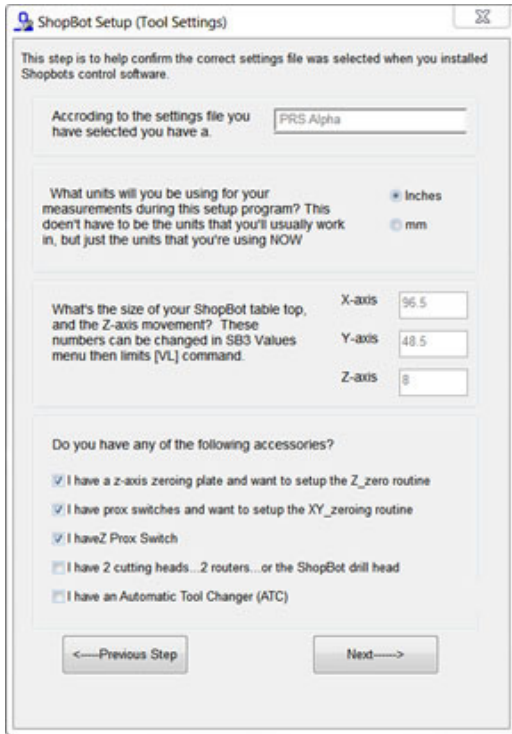 ShopBot Setup (Tool Settings)
This step is to help confirm the correct settings file was selected when you installed
Shopbots control software.
Accroding to the settings file you
have selected you have a.
PRS Alpha
What units will you be using for your
measurements during this setup program? This
doen't have to be the units that you'll usually work
in, but just the units that you're using NOW
Inches
mm
What's the size of your ShopBot table top,
and the Z-axis movement? These
numbers can be changed in SB3 Values
menu then limits [VL] command.
X-axis 96.5
Y-axis 48.5
Z-axis 8
Do you have any of the following accessories?
I have a z-axis zeroing plate and want to setup the Z_zero routine
I have prox switches and want to setup the XY_zeroing routine
I haveZ Prox Switch
I have 2 cutting heads...2 routers...or the ShopBot drill head
I have an Automatic Tool Changer (ATC)
<----Previous Step
Next----->